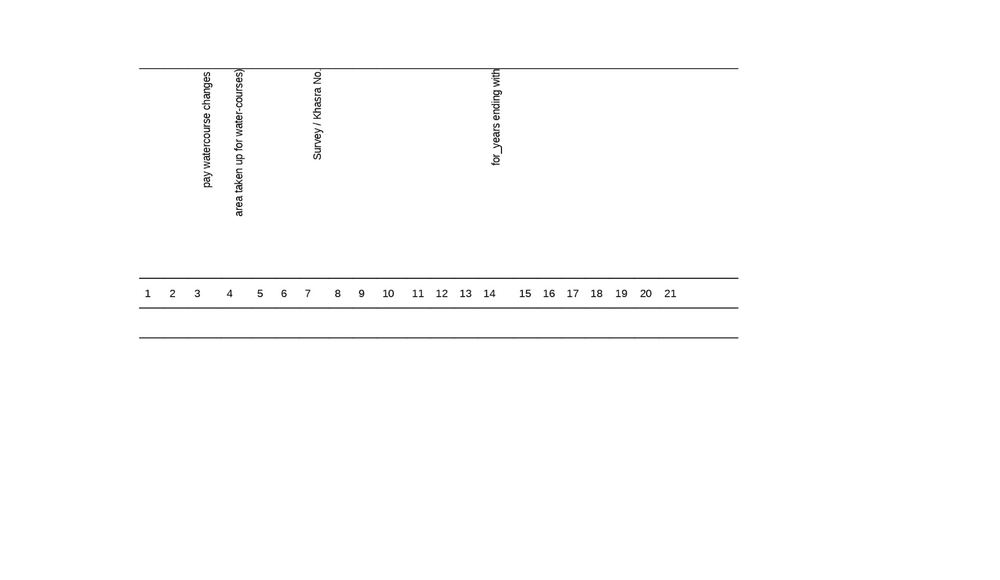 pay watercourse changes
area taken up for water-courses)
Survey / Khasra No.
for_years ending with
1 2 3 4 5 6 7 8 9 10 11 12 13 14 15 16 17 18 19 20 21